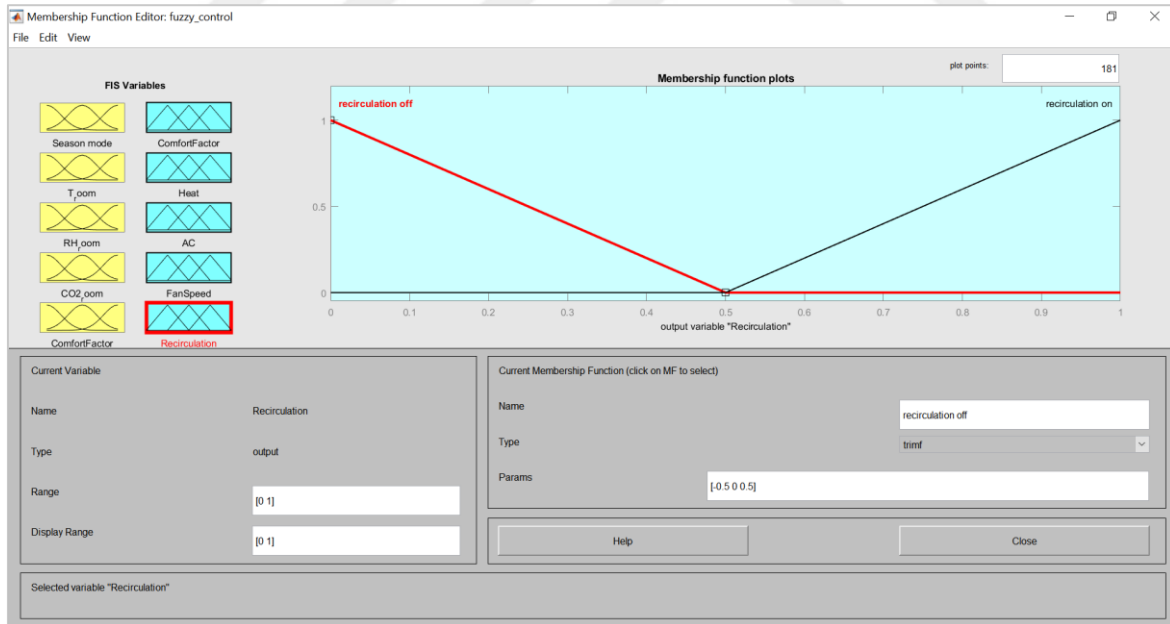 Membership Function Editor: fuzzy_control
File Edit View
FIS Variables
Season mode
ComfortFactor
T_room
Heat
RH_room
AC
CO2_room
FanSpeed
ComfortFactor
Recirculation
plot points:
181
Membership function plots
recirculation off
recirculation on
1
0.5
0
0 0.1 0.2 0.3 0.4 0.5 0.6 0.7 0.8 0.9 1
output variable "Recirculation"
Current Variable
Name Recirculation
Type output
Range [0 1]
Display Range [0 1]
Current Membership Function (click on MF to select)
Name recirculation off
Type trimf
Params [-0.5 0 0.5]
Help
Close
Selected variable "Recirculation"